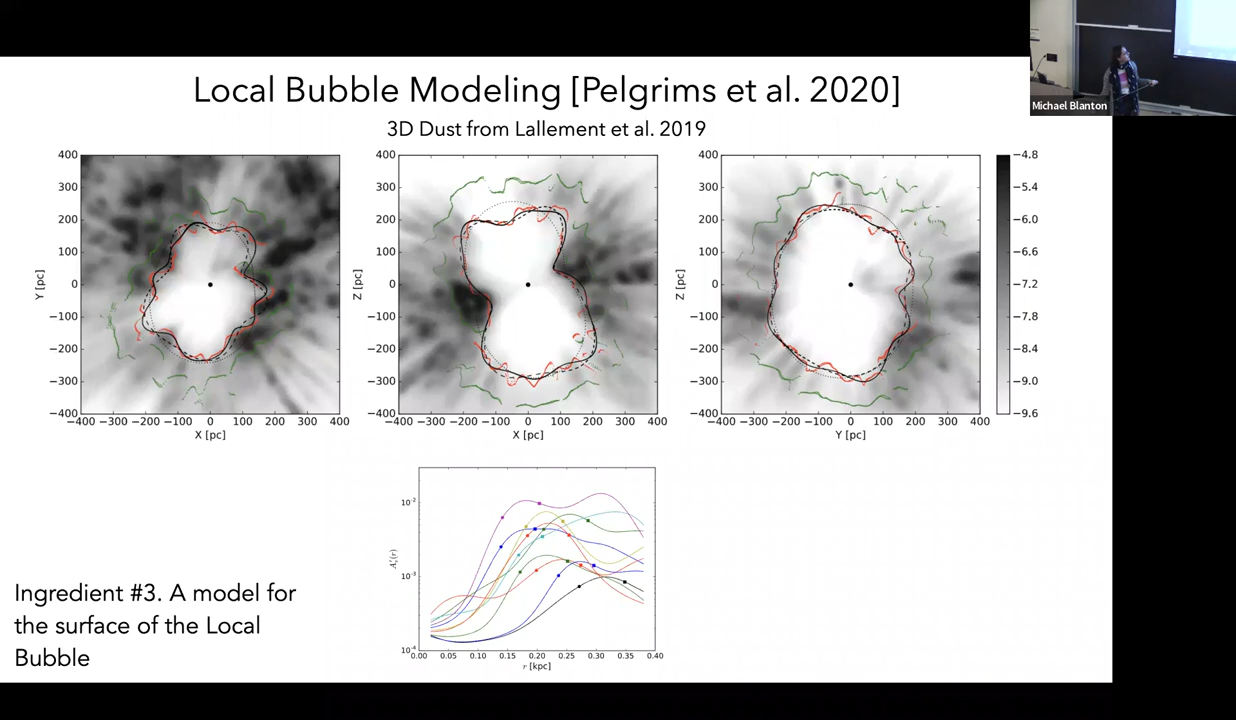 Local Bubble Modeling [Pelgrims et al. 2020]
3D Dust from Lallement et al. 2019
Michael Blanton
400
300
200
100
0
−100
−200
−300
−400
Y [pc]
−400 −300 −200 −100 0 100 200 300 400
X [pc]
400
300
200
100
0
−100
−200
−300
−400
Z [pc]
−400 −300 −200 −100 0 100 200 300 400
X [pc]
400
300
200
100
0
−100
−200
−300
−400
Z [pc]
−400 −300 −200 −100 0 100 200 300 400
Y [pc]
−4.8
−5.4
−6.0
−6.6
−7.2
−7.8
−8.4
−9.0
−9.6
10⁻²
10⁻³
10⁻⁴
0.00 0.05 0.10 0.15 0.20 0.25 0.30 0.35 0.40
r [kpc]
Ingredient #3. A model for
the surface of the Local
Bubble